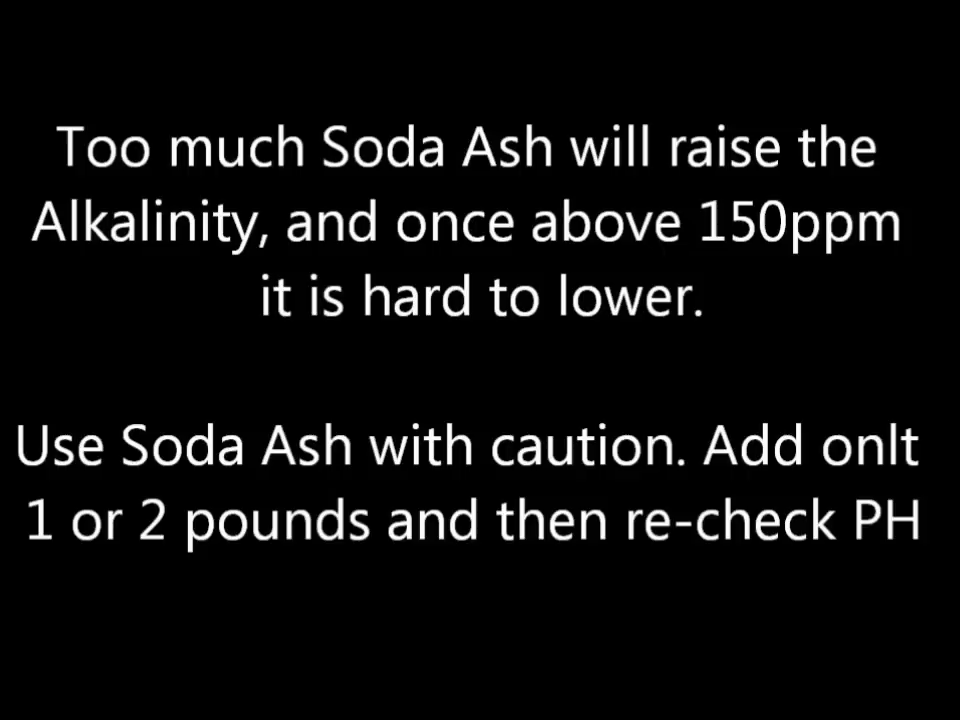 Too much Soda Ash will raise the
Alkalinity, and once above 150ppm
it is hard to lower.
Use Soda Ash with caution. Add onlt
1 or 2 pounds and then re-check PH